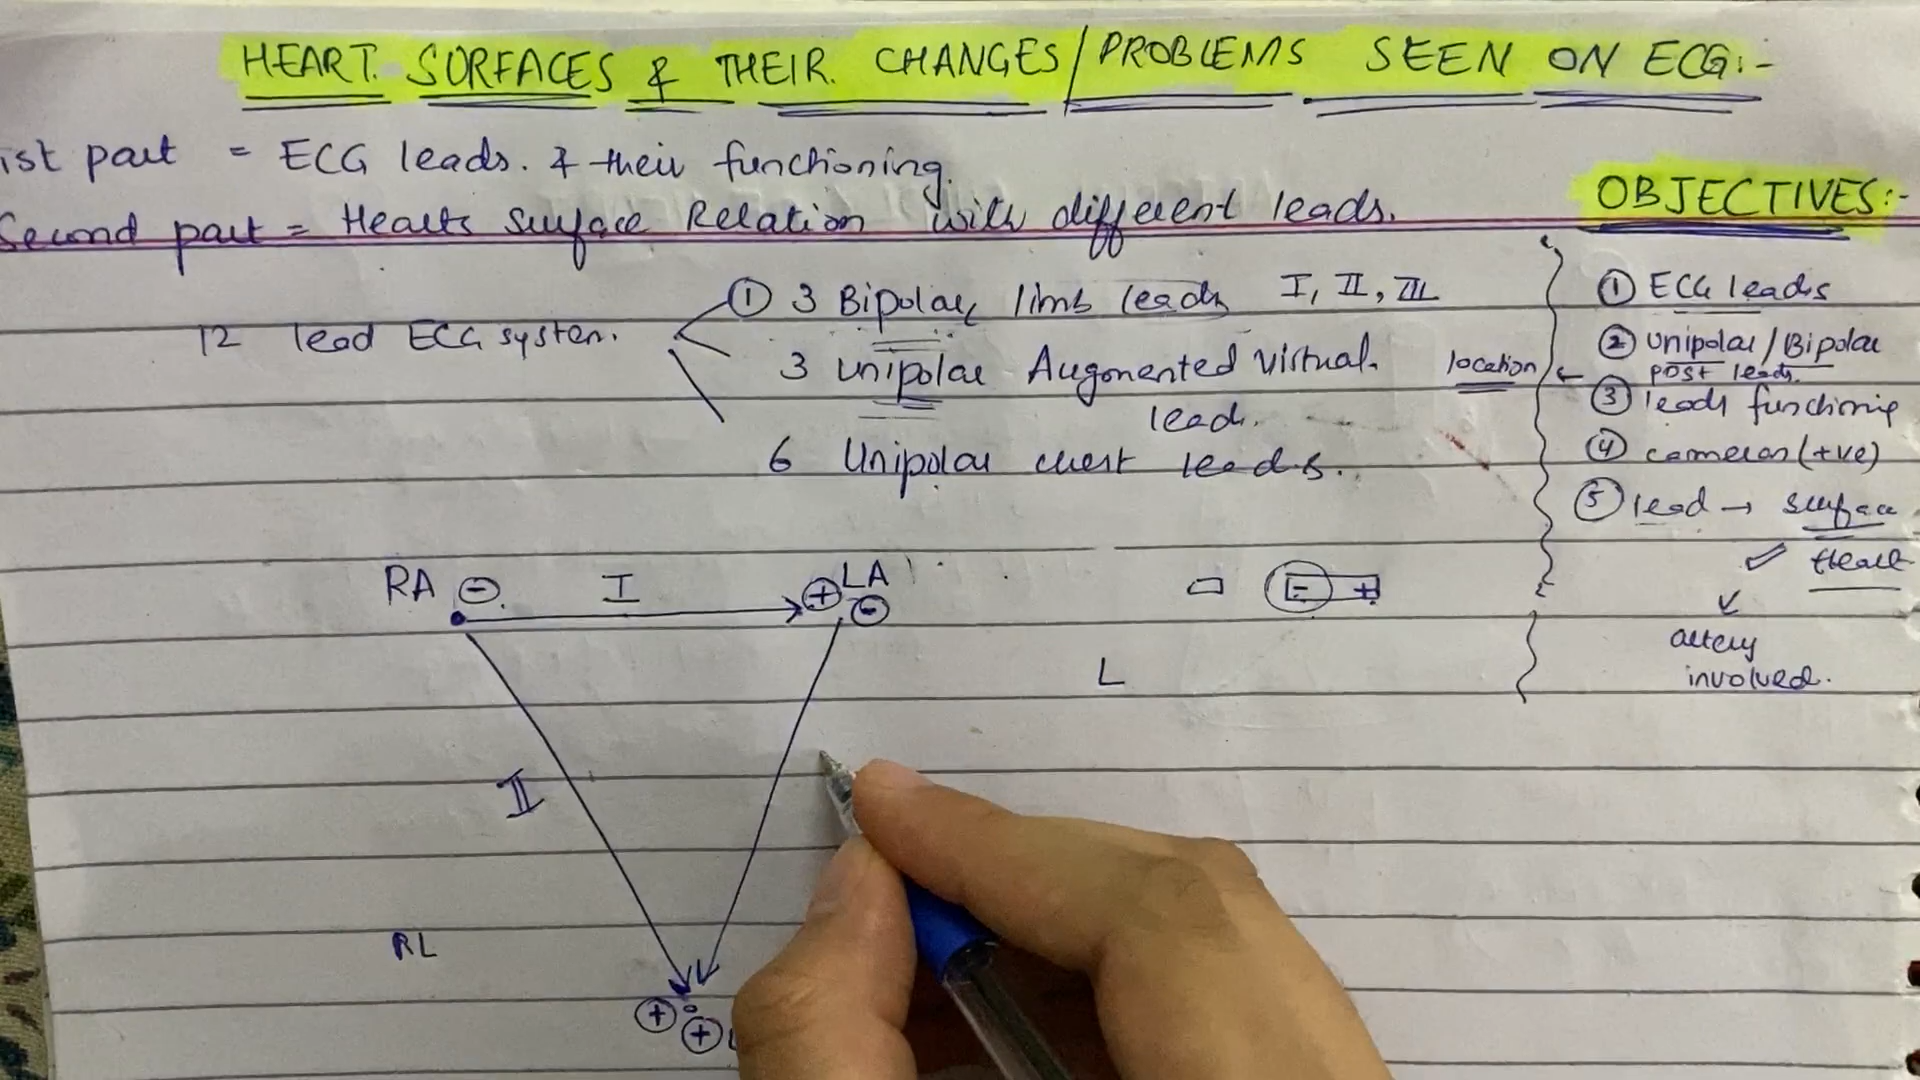 HEART. SURFACES & THEIR. CHANGES/PROBLEMS SEEN ON ECG:-
ist part = ECG leads. & their functioning.
Second part = Hearts Surface Relation with different leads.
OBJECTIVES:-
12 lead ECG system.
① 3 Bipolar limb leads I, II, III
3 unipolar Augmented virtual.
lead.
6 Unipolar chest leads.
location ←
① ECG leads
② unipolar/Bipolar
post leads.
③ leads functioning
④ cameras (+ve)
⑤ lead → surface
Heart
artery
involved.
RA ⊖ I ⊕ LA
⊖
- +
L
II
RL
⊕
⊕